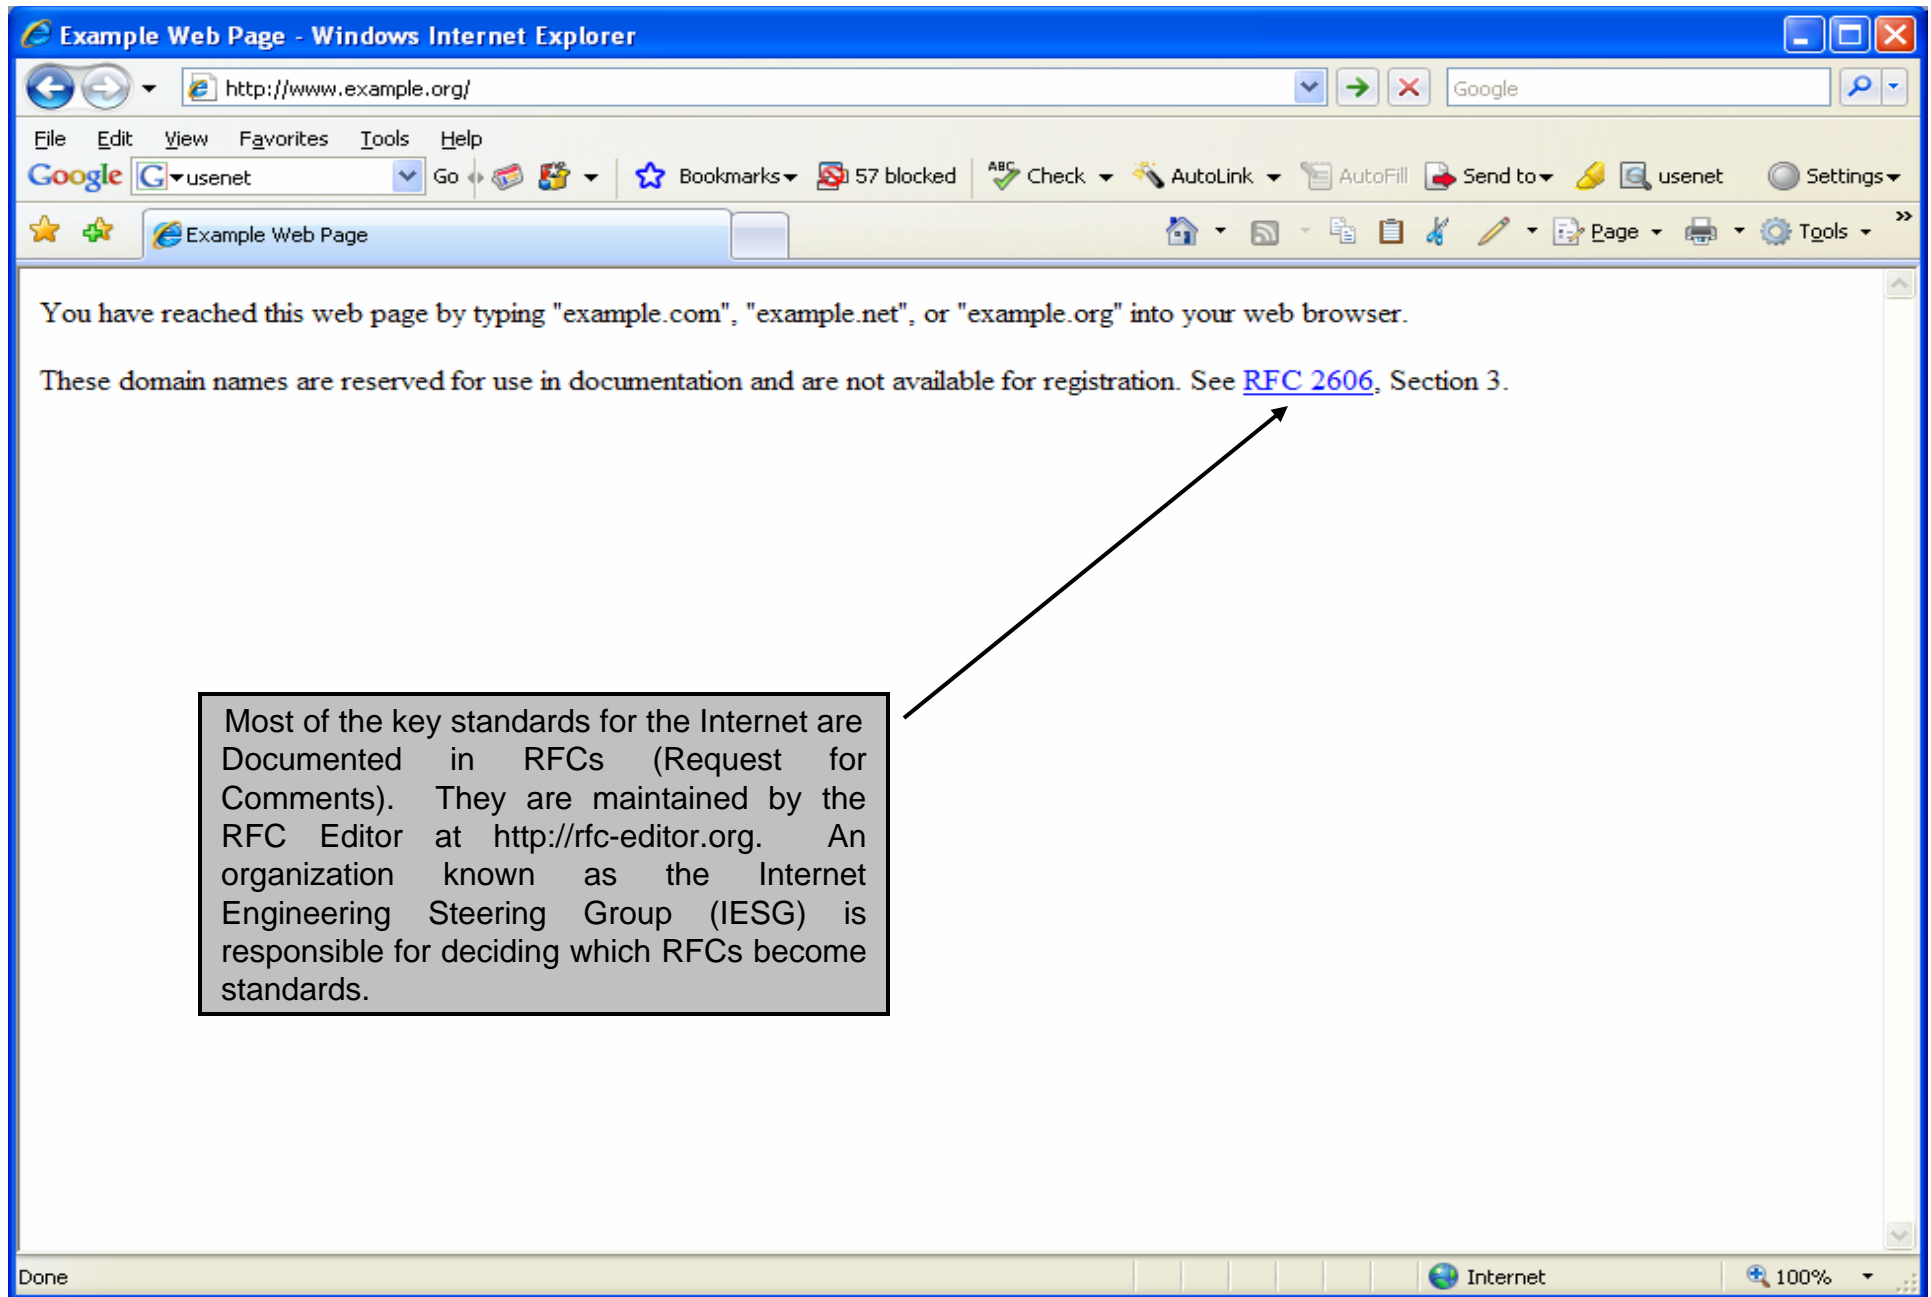 Example Web Page - Windows Internet Explorer
http://www.example.org/
Google
File Edit View Favorites Tools Help
Google G usenet Go Bookmarks 57 blocked ABC Check AutoLink AutoFill Send to usenet Settings
Example Web Page
Page Tools »
You have reached this web page by typing "example.com", "example.net", or "example.org" into your web browser.
These domain names are reserved for use in documentation and are not available for registration. See RFC 2606, Section 3.
Most of the key standards for the Internet are
Documented in RFCs (Request for
Comments). They are maintained by the
RFC Editor at http://rfc-editor.org. An
organization known as the Internet
Engineering Steering Group (IESG) is
responsible for deciding which RFCs become
standards.
Done
Internet
100%